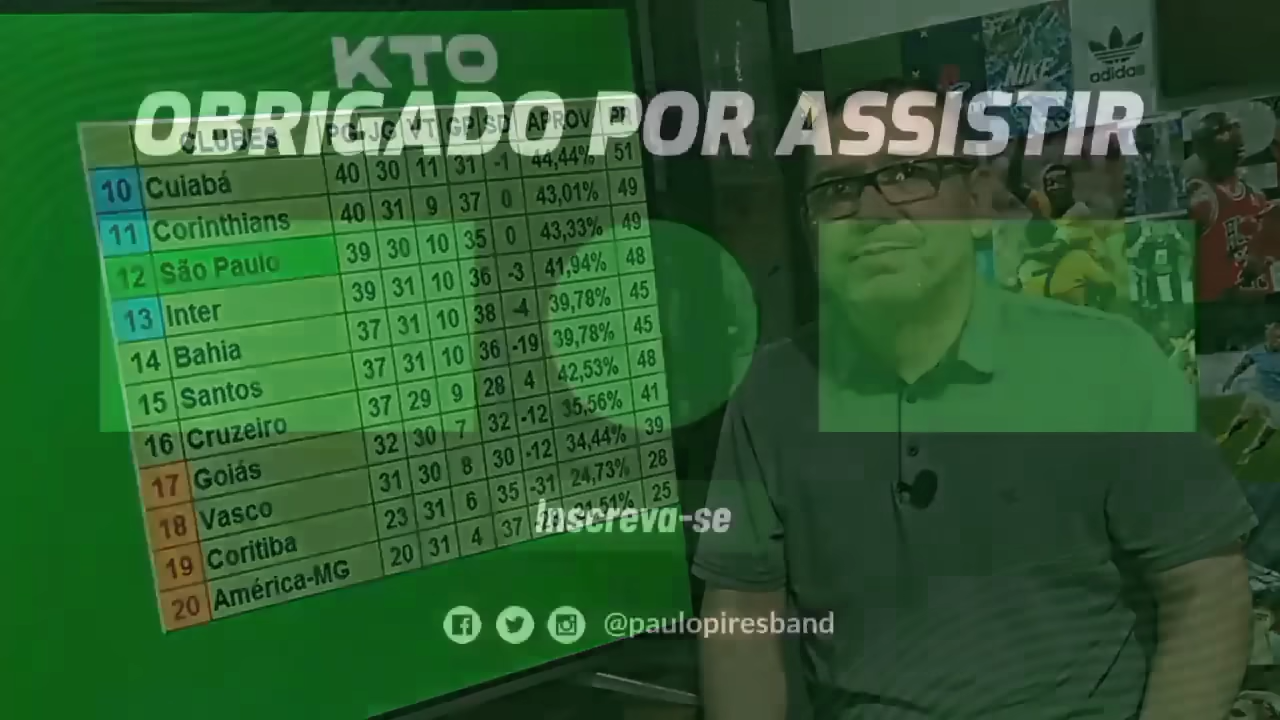 KTO
OBRIGADO POR ASSISTIR
CLUBES PG JG VT GP SD APROV
10 Cuiabá 40 30 11 31 -1 44,44% 51
11 Corinthians 40 31 9 37 0 43,01% 49
12 São Paulo 39 30 10 35 0 43,33% 49
13 Inter 39 31 10 36 -3 41,94% 48
14 Bahia 37 31 10 38 -4 39,78% 45
15 Santos 37 31 10 36 -19 39,78% 45
16 Cruzeiro 37 29 9 28 4 42,53% 48
17 Goiás 32 30 7 32 -12 35,56% 41
18 Vasco 31 30 8 30 -12 34,44% 39
19 Coritiba 23 31 6 35 -31 24,73% 28
20 América-MG 20 31 4 37 21,51% 25
NIKE
adidas
Inscreva-se
@paulopiresband